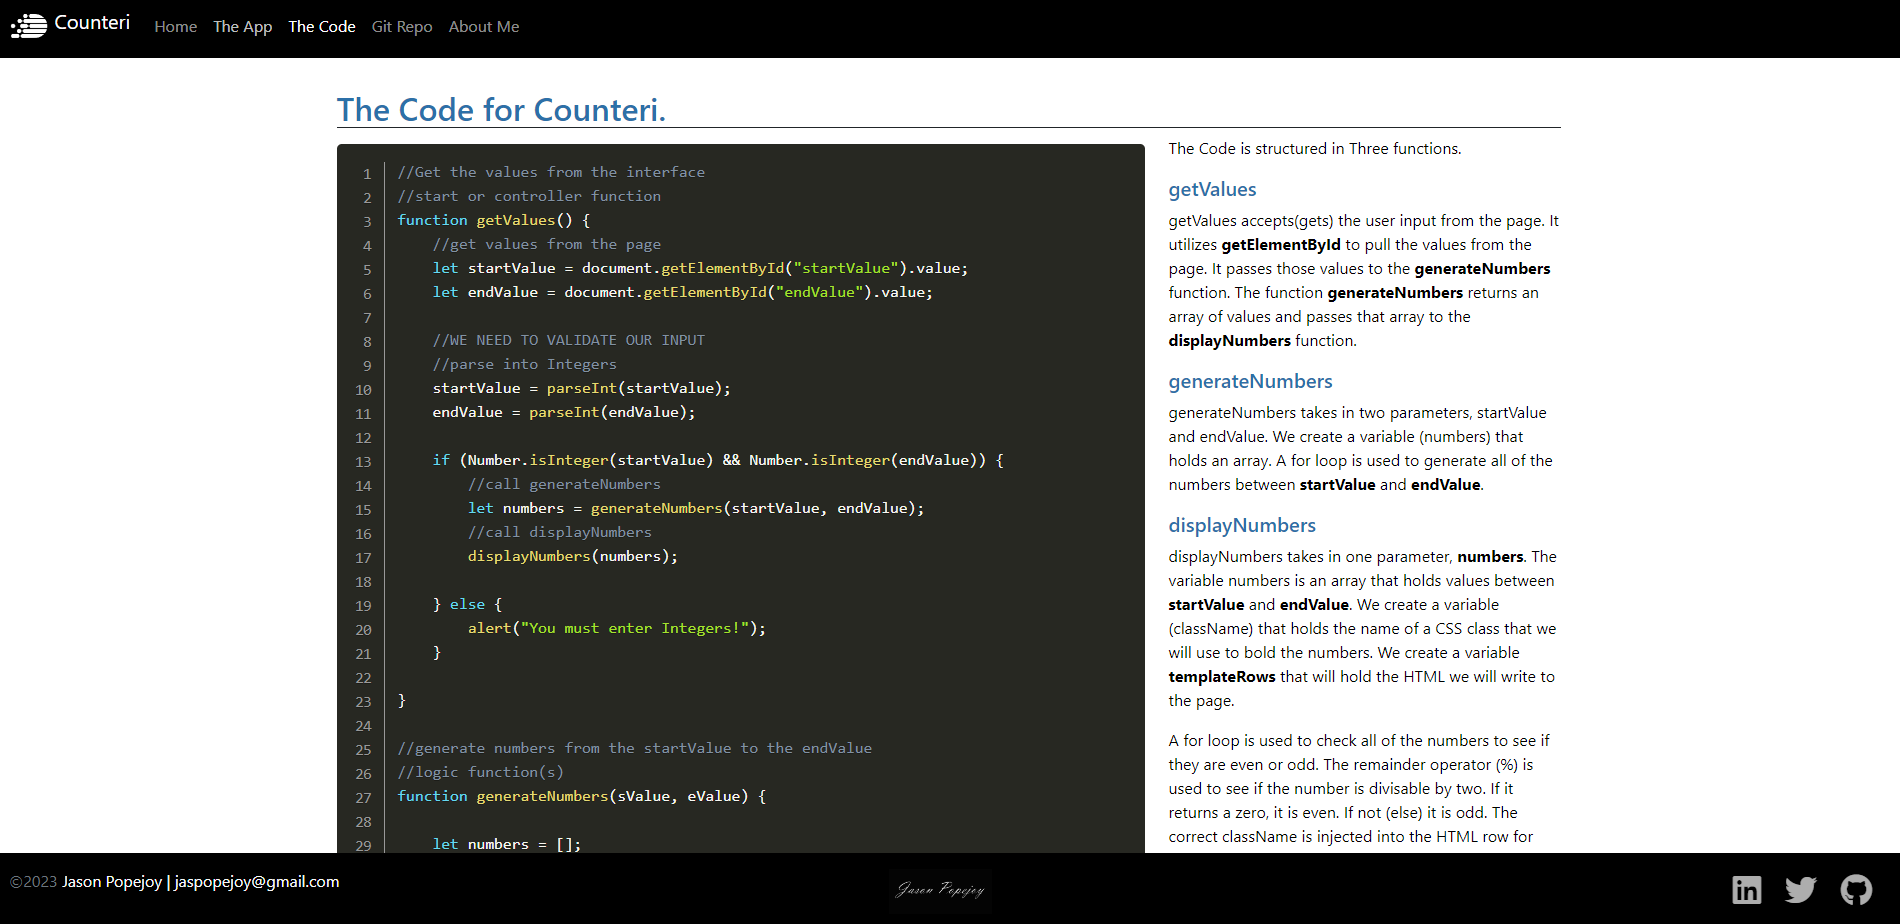 Counteri Home The App The Code Git Repo About Me
The Code for Counteri.
1 //Get the values from the interface
2 //start or controller function
3 function getValues() {
4     //get values from the page
5     let startValue = document.getElementById("startValue").value;
6     let endValue = document.getElementById("endValue").value;
7
8     //WE NEED TO VALIDATE OUR INPUT
9     //parse into Integers
10     startValue = parseInt(startValue);
11     endValue = parseInt(endValue);
12
13     if (Number.isInteger(startValue) && Number.isInteger(endValue)) {
14         //call generateNumbers
15         let numbers = generateNumbers(startValue, endValue);
16         //call displayNumbers
17         displayNumbers(numbers);
18
19     } else {
20         alert("You must enter Integers!");
21     }
22
23 }
24
25 //generate numbers from the startValue to the endValue
26 //logic function(s)
27 function generateNumbers(sValue, eValue) {
28
29     let numbers = [];
The Code is structured in Three functions.
getValues
getValues accepts(gets) the user input from the page. It
utilizes getElementById to pull the values from the
page. It passes those values to the generateNumbers
function. The function generateNumbers returns an
array of values and passes that array to the
displayNumbers function.
generateNumbers
generateNumbers takes in two parameters, startValue
and endValue. We create a variable (numbers) that
holds an array. A for loop is used to generate all of the
numbers between startValue and endValue.
displayNumbers
displayNumbers takes in one parameter, numbers. The
variable numbers is an array that holds values between
startValue and endValue. We create a variable
(className) that holds the name of a CSS class that we
will use to bold the numbers. We create a variable
templateRows that will hold the HTML we will write to
the page.
A for loop is used to check all of the numbers to see if
they are even or odd. The remainder operator (%) is
used to see if the number is divisable by two. If it
returns a zero, it is even. If not (else) it is odd. The
correct className is injected into the HTML row for
©2023 Jason Popejoy | jaspopejoy@gmail.com
Jason Popejoy
in